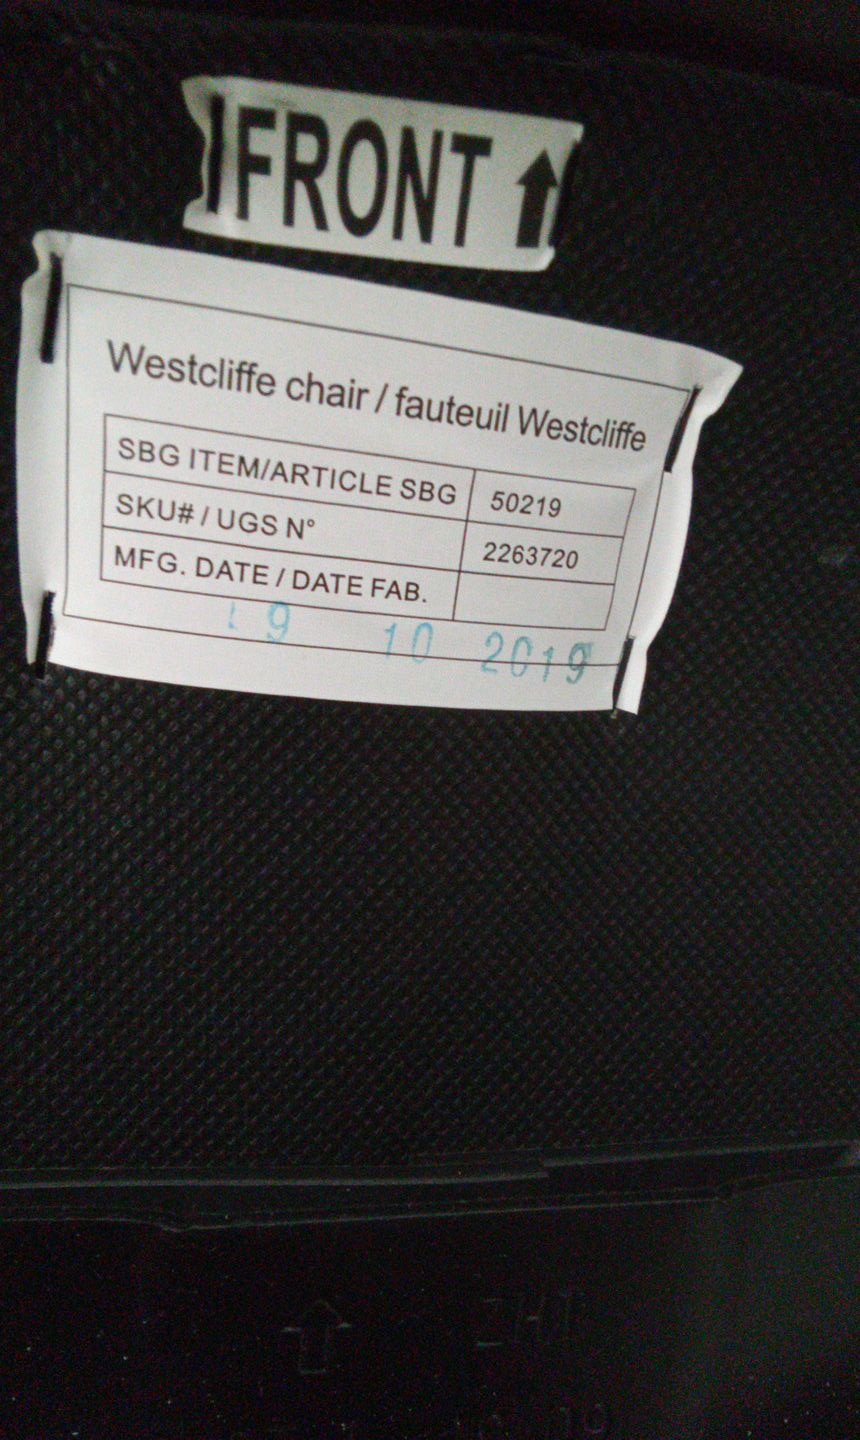 FRONT ↑
Westcliffe chair / fauteuil Westcliffe
SBG ITEM/ARTICLE SBG 50219
SKU# / UGS N° 2263720
MFG. DATE / DATE FAB.
9 10 2019